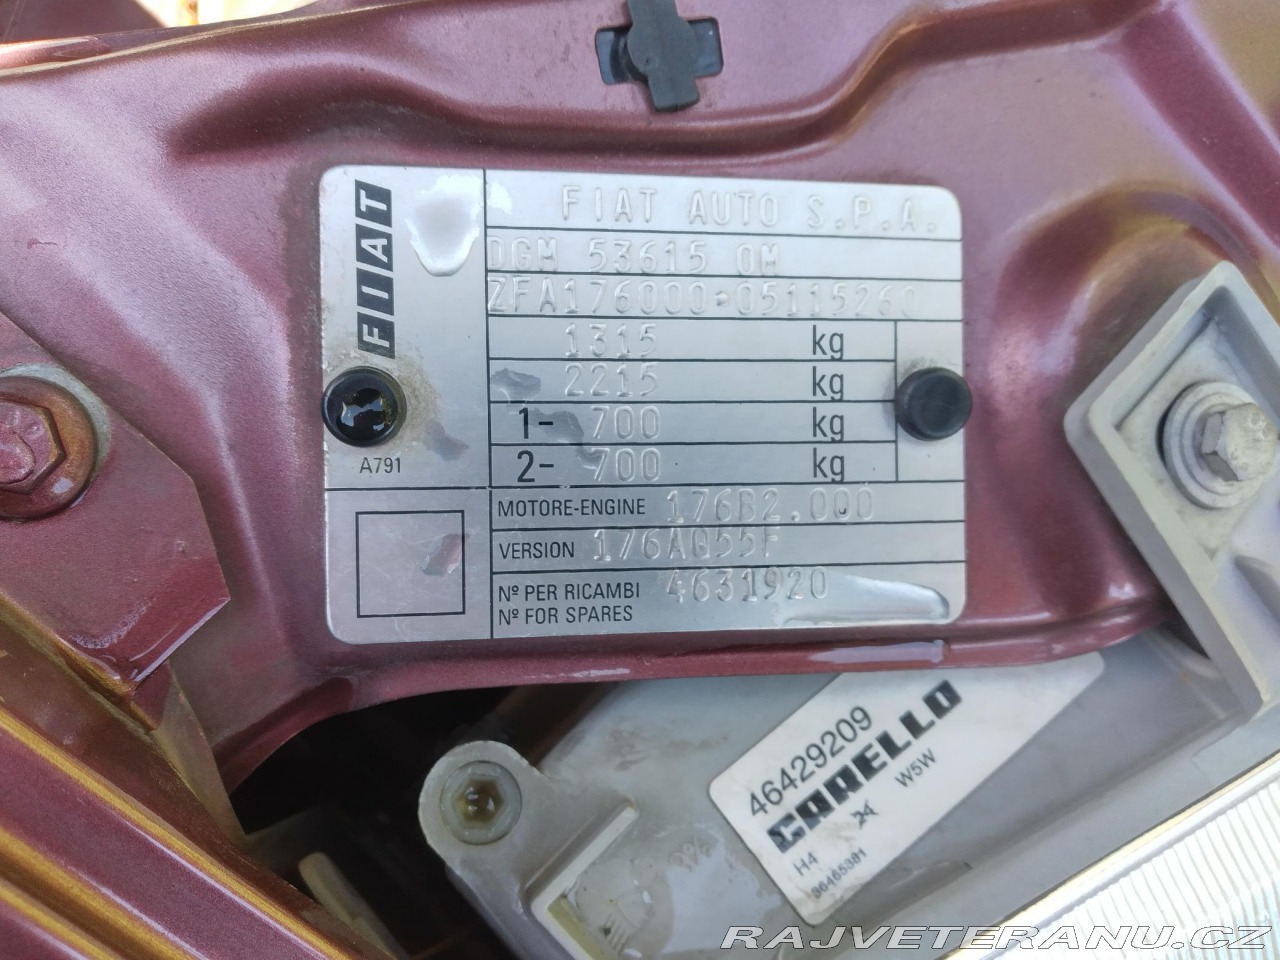 FIAT
FIAT AUTO S.P.A.
DGM 53615 OM
ZFA176000·05115260
1315 kg
2215 kg
1- 700 kg
2- 700 kg
A791
MOTORE-ENGINE 176B2.000
VERSION 176AQ55F
Nº PER RICAMBI 4631920
Nº FOR SPARES
46429209
CARELLO
H4 W5W
RAJVETERANU.CZ